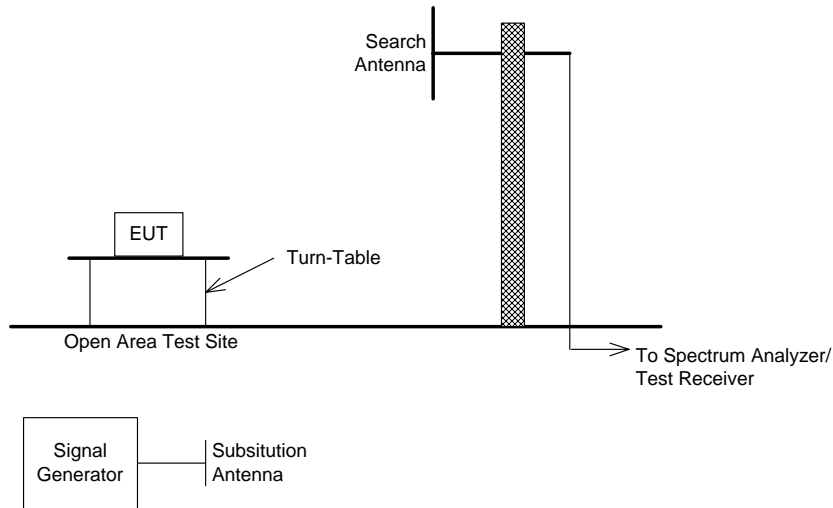 Search
Antenna
EUT
Turn-Table
Open Area Test Site
To Spectrum Analyzer/
Test Receiver
Signal
Generator
Subsitution
Antenna